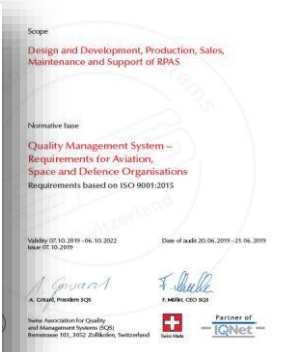 Scope
Design and Development, Production, Sales,
Maintenance and Support of RPAS
Normative base
Quality Management System –
Requirements for Aviation,
Space and Defence Organisations
Requirements based on ISO 9001:2015
Validity 07. 10. 2019–06. 10. 2022
Issue 07. 10. 2019
Date of audit 20. 06. 2019–21. 06. 2019
A. Grisard, President SQS
F. Müller, CEO SQS
Swiss Association for Quality
and Management Systems (SQS)
Bernstrasse 103, 3052 Zollikofen, Switzerland
Swiss Made
Partner of
IQNet